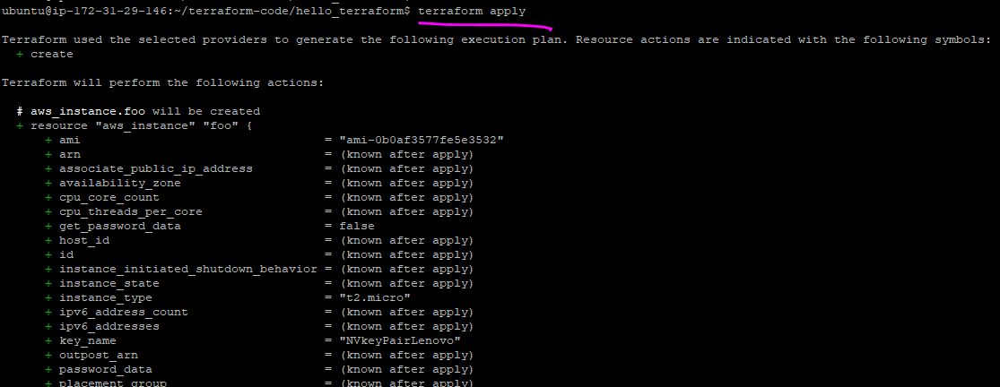 ubuntu@ip-172-31-29-146:~/terraform-code/hello_terraform$ terraform apply
Terraform used the selected providers to generate the following execution plan. Resource actions are indicated with the following symbols:
+ create
Terraform will perform the following actions:
# aws_instance.foo will be created
+ resource "aws_instance" "foo" {
+ ami = "ami-0b0af3577fe5e3532"
+ arn = (known after apply)
+ associate_public_ip_address = (known after apply)
+ availability_zone = (known after apply)
+ cpu_core_count = (known after apply)
+ cpu_threads_per_core = (known after apply)
+ get_password_data = false
+ host_id = (known after apply)
+ id = (known after apply)
+ instance_initiated_shutdown_behavior = (known after apply)
+ instance_state = (known after apply)
+ instance_type = "t2.micro"
+ ipv6_address_count = (known after apply)
+ ipv6_addresses = (known after apply)
+ key_name = "NVkeyPairLenovo"
+ outpost_arn = (known after apply)
+ password_data = (known after apply)
+ placement_group = (known after apply)